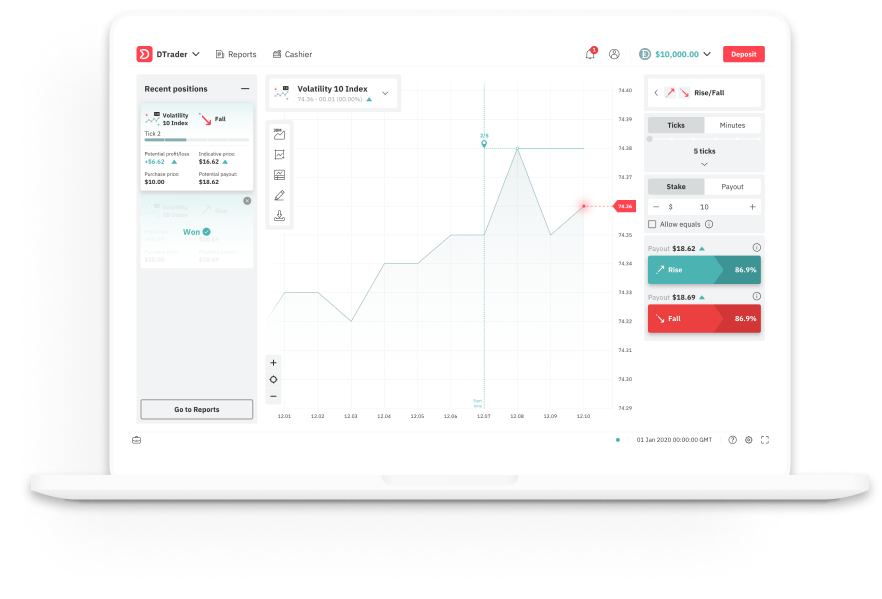 DTrader
Reports
Cashier
1
$10,000.00
Deposit
Recent positions
Volatility
10 Index
Fall
Tick 2
Potential profit/loss:
+$6.62
Indicative price:
$16.62
Purchase price:
$10.00
Potential payout:
$18.62
Won
Go to Reports
Volatility 10 Index
74.36 - 00.01 (00.00%)
2/5
Start
time
74.40
74.39
74.38
74.37
74.36
74.35
74.34
74.33
74.32
74.31
74.30
74.29
12.01
12.02
12.03
12.04
12.05
12.06
12.07
12.08
12.09
12.10
Rise/Fall
Ticks
Minutes
5 ticks
Stake
Payout
− $ 10 +
Allow equals
Payout $18.62
Rise 86.9%
Payout $18.69
Fall 86.9%
01 Jan 2020 00:00:00 GMT